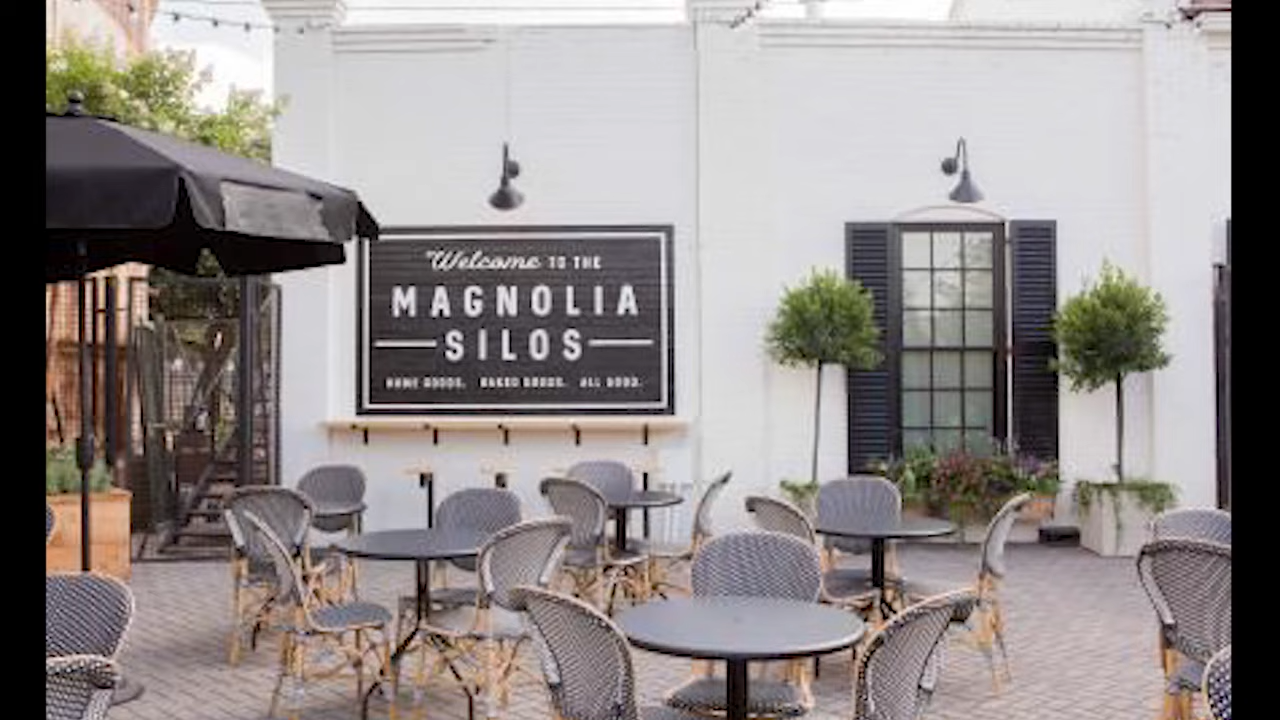 Welcome TO THE
MAGNOLIA
SILOS
HOME GOODS. BAKED GOODS. ALL GOOD.